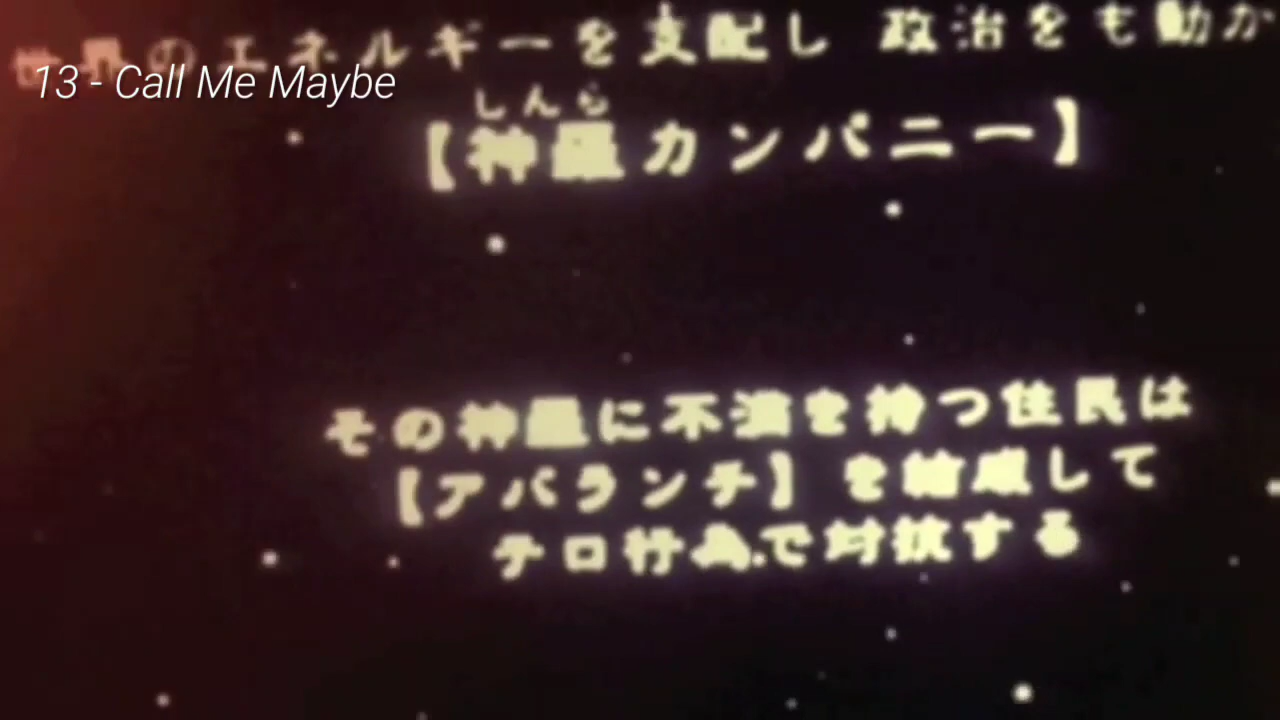 世界のエネルギーを支配し 政治をも動か
13 - Call Me Maybe
しんら
【神羅カンパニー】
その神羅に不満を持つ住民は
【アバランチ】を結成して
テロ行為で対抗する